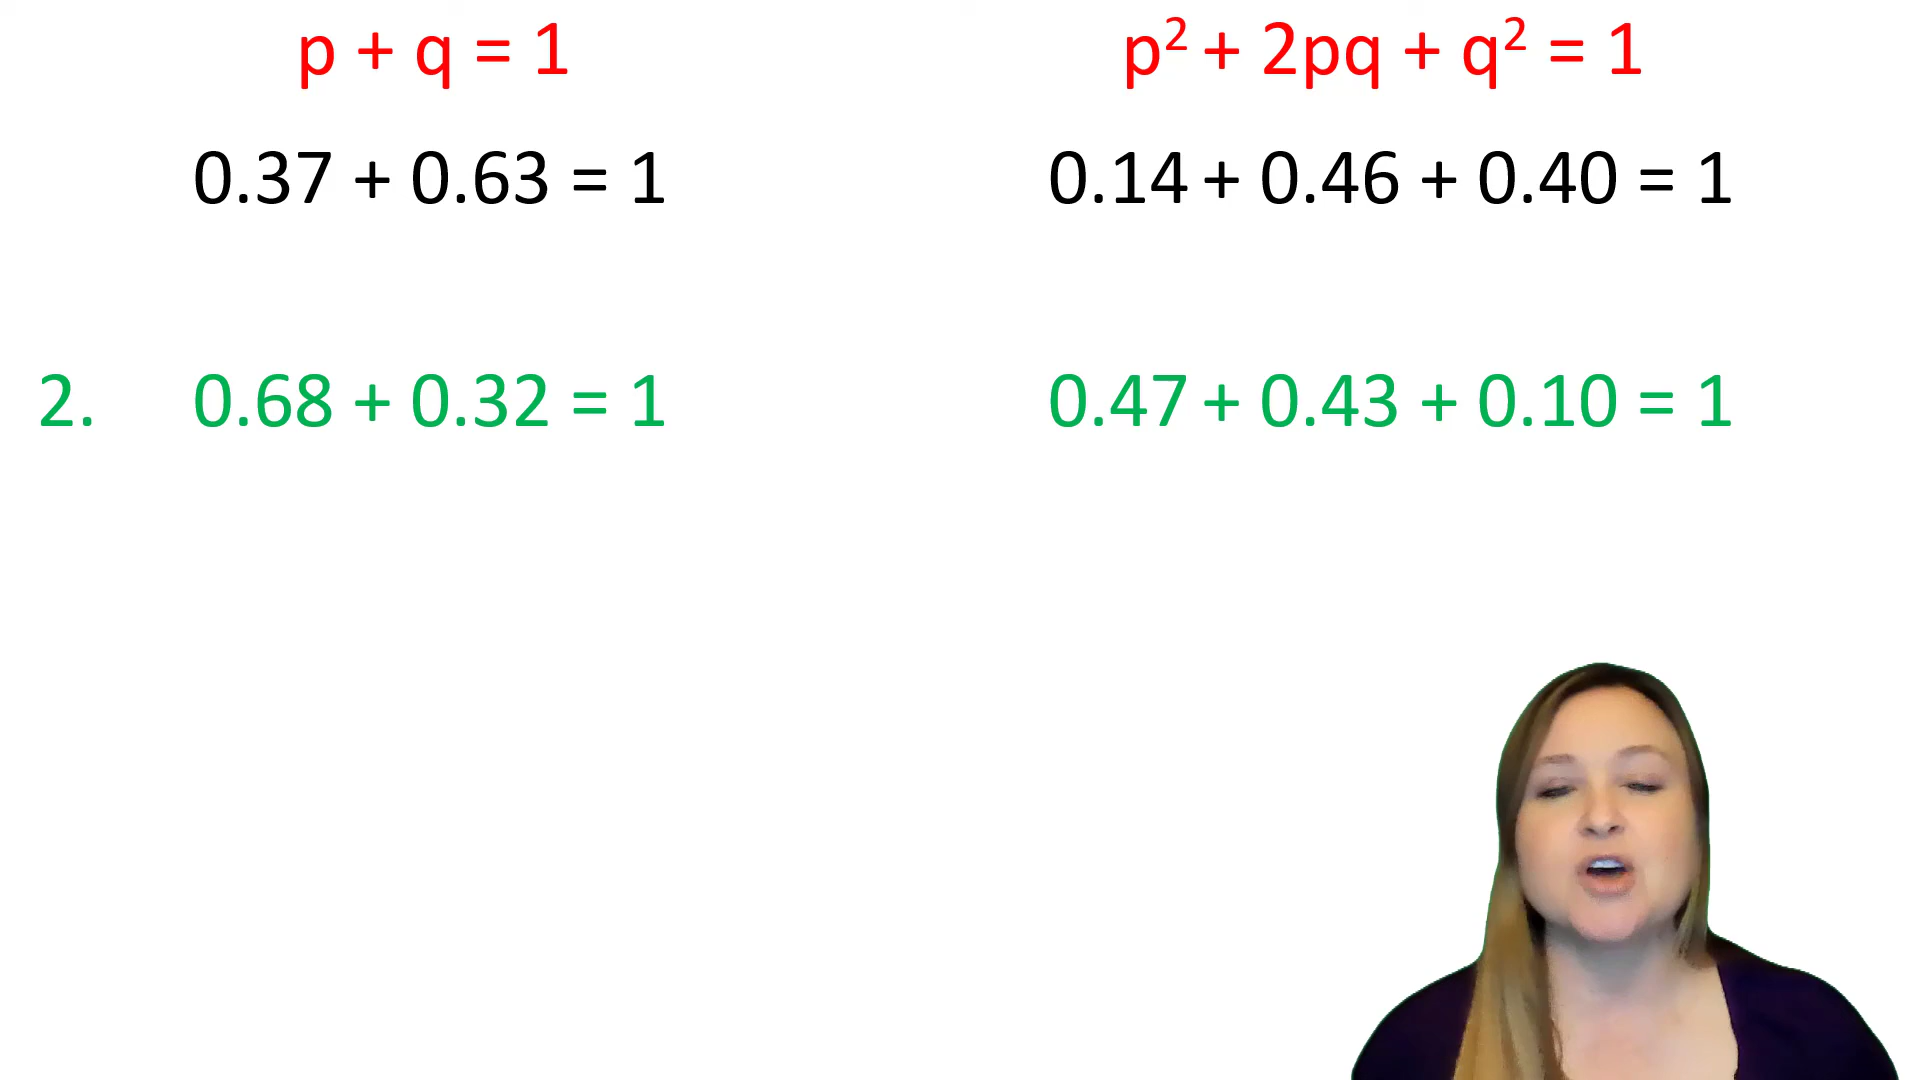 p + q = 1
p² + 2pq + q² = 1
0.37 + 0.63 = 1
0.14 + 0.46 + 0.40 = 1
2. 0.68 + 0.32 = 1
0.47 + 0.43 + 0.10 = 1